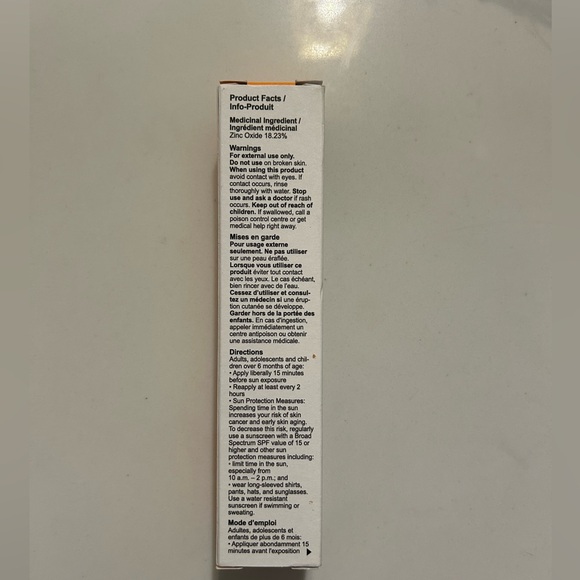 Product Facts /
Info-Produit
Medicinal Ingredient /
Ingrédient médicinal
Zinc Oxide 18.23%
Warnings
For external use only.
Do not use on broken skin.
When using this product
avoid contact with eyes. If
contact occurs, rinse
thoroughly with water. Stop
use and ask a doctor if rash
occurs. Keep out of reach of
children. If swallowed, call a
poison control centre or get
medical help right away.
Mises en garde
Pour usage externe
seulement. Ne pas utiliser
sur une peau éraflée.
Lorsque vous utiliser ce
produit éviter tout contact
avec les yeux. Le cas échéant,
bien rincer avec de l'eau.
Cessez d'utiliser et consul-
tez un médecin si une érup-
tion cutanée se développe.
Garder hors de la portée des
enfants. En cas d'ingestion,
appeler immédiatement un
centre antipoison ou obtenir
une assistance médicale.
Directions
Adults, adolescents and chil-
dren over 6 months of age:
• Apply liberally 15 minutes
before sun exposure
• Reapply at least every 2
hours
• Sun Protection Measures:
Spending time in the sun
increases your risk of skin
cancer and early skin aging.
To decrease this risk, regularly
use a sunscreen with a Broad
Spectrum SPF value of 15 or
higher and other sun
protection measures including:
• limit time in the sun,
especially from
10 a.m. – 2 p.m.; and
• wear long-sleeved shirts,
pants, hats, and sunglasses.
Use a water resistant
sunscreen if swimming or
sweating.
Mode d'emploi
Adultes, adolescents et
enfants de plus de 6 mois:
• Appliquer abondamment 15
minutes avant l'exposition